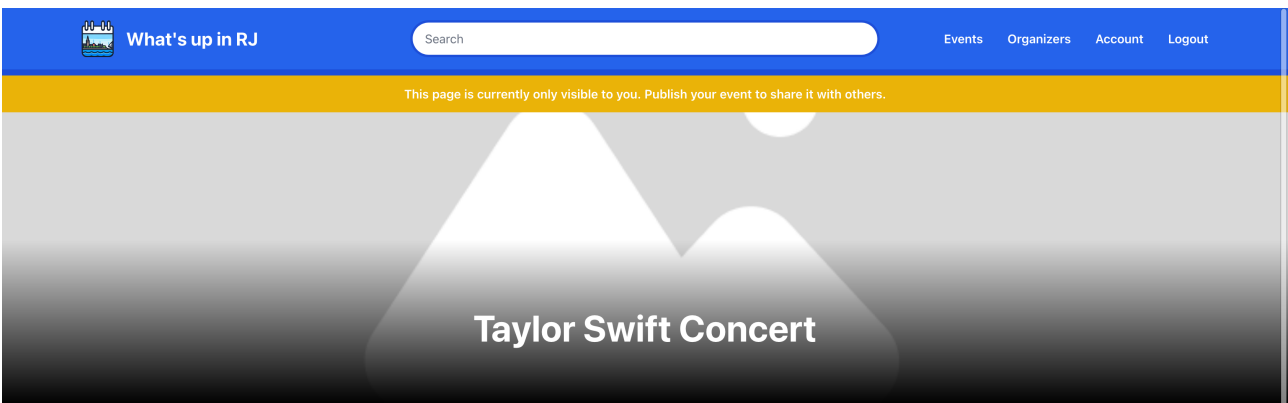 What's up in RJ
Search
Events
Organizers
Account
Logout
This page is currently only visible to you. Publish your event to share it with others.
Taylor Swift Concert